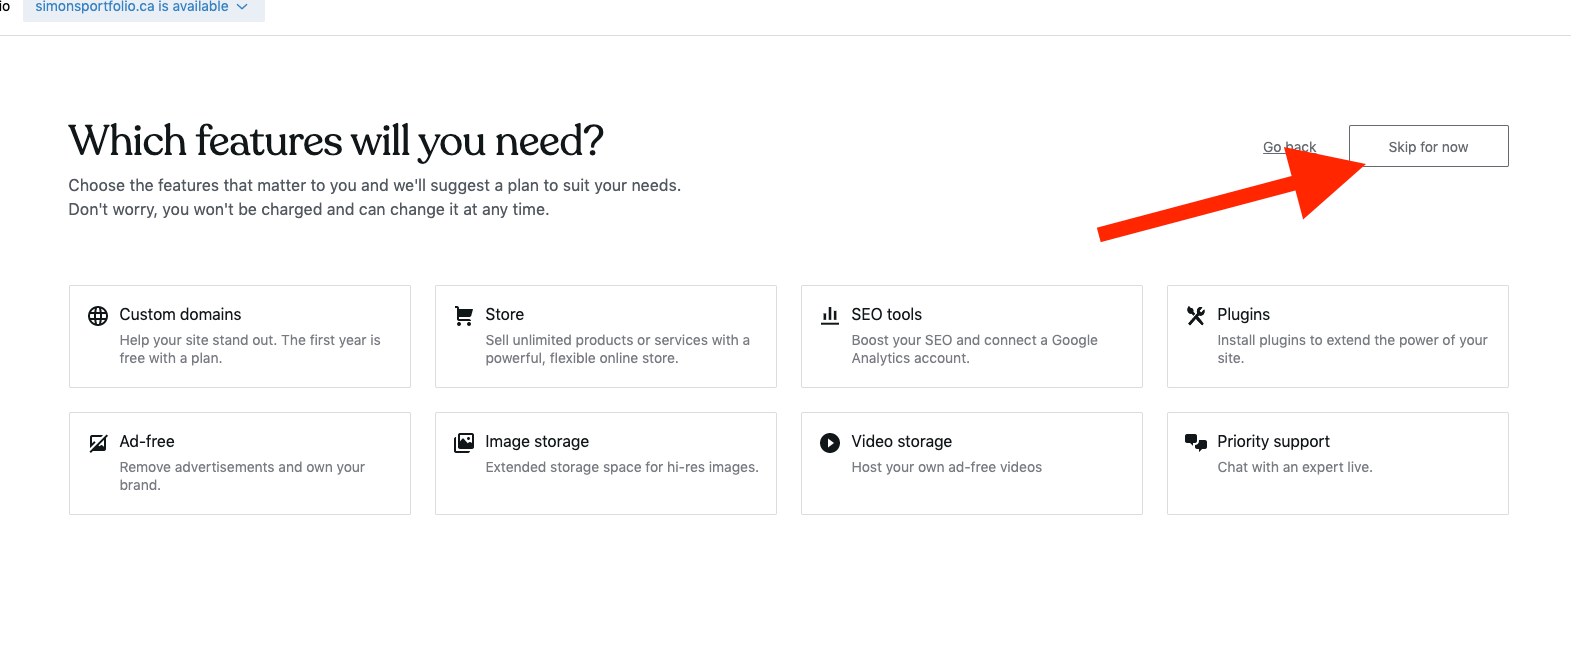 io simonsportfolio.ca is available
Which features will you need?
Go back
Skip for now
Choose the features that matter to you and we'll suggest a plan to suit your needs.
Don't worry, you won't be charged and can change it at any time.
Custom domains
Help your site stand out. The first year is
free with a plan.
Store
Sell unlimited products or services with a
powerful, flexible online store.
SEO tools
Boost your SEO and connect a Google
Analytics account.
Plugins
Install plugins to extend the power of your
site.
Ad-free
Remove advertisements and own your
brand.
Image storage
Extended storage space for hi-res images.
Video storage
Host your own ad-free videos
Priority support
Chat with an expert live.